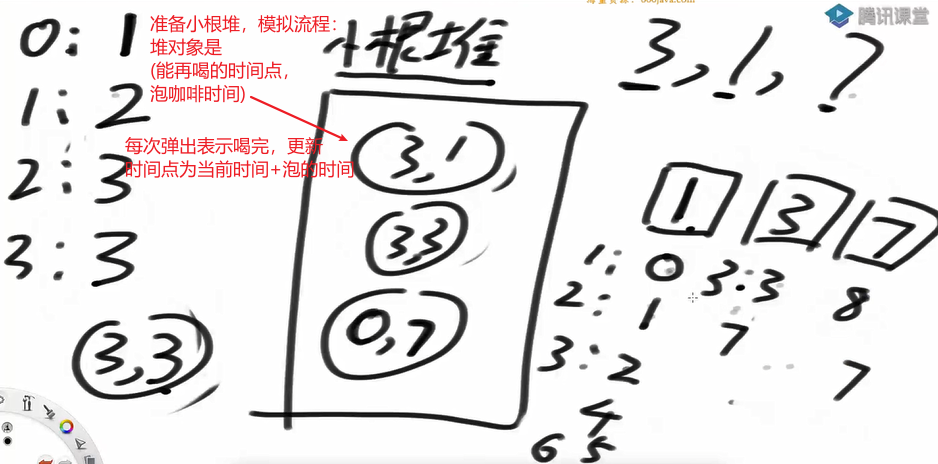 腾讯课堂
0: 1
1: 2
2: 3
3: 3
3,3
准备小根堆，模拟流程：
堆对象是
(能再喝的时间点，
泡咖啡时间)
每次弹出表示喝完，更新
时间点为当前时间+泡的时间
小根堆
3,1
3,3
0,7
3,1,7
1 3 7
1: 0 3:3 8
2: 1 7
3: 2 7
4
6 5